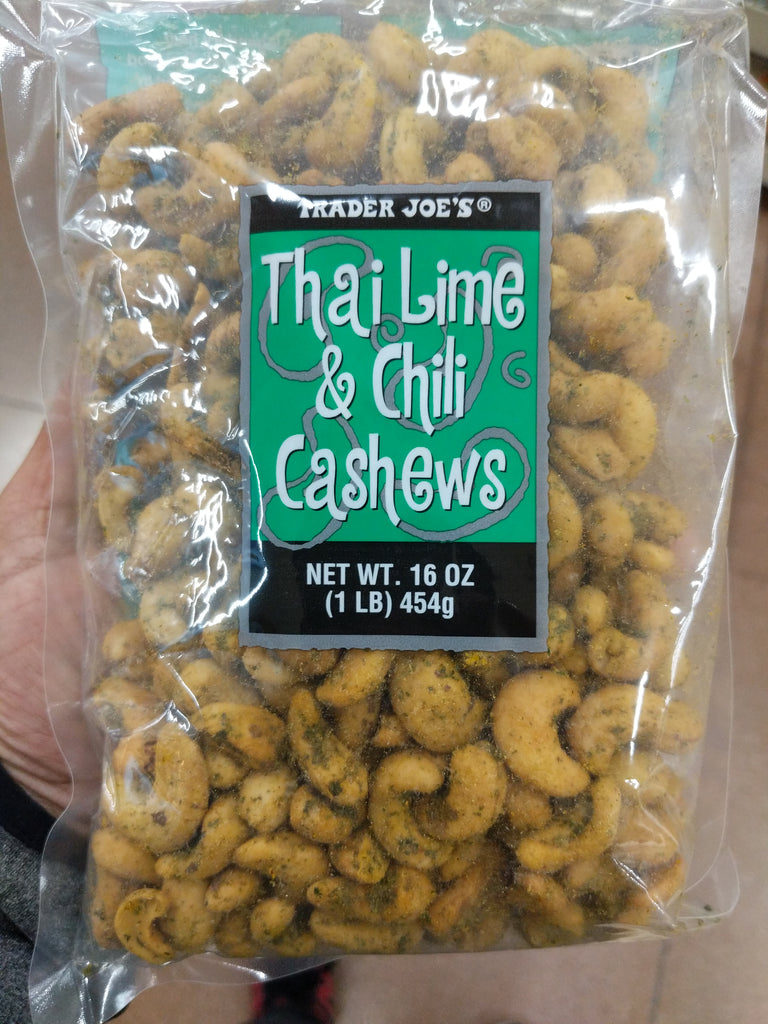 TRADER JOE'S®
Thai Lime
& Chili
Cashews
NET WT. 16 OZ
(1 LB) 454g